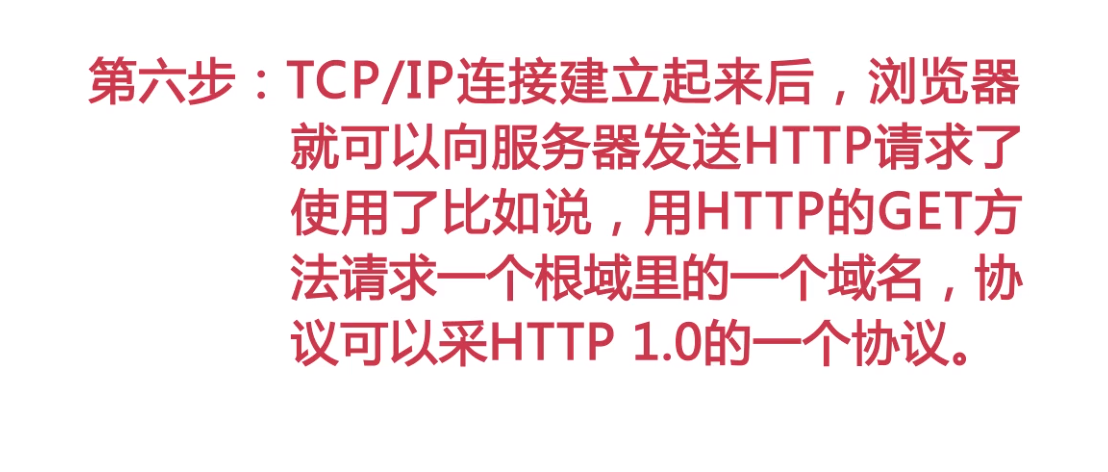 第六步：TCP/IP连接建立起来后，浏览器
就可以向服务器发送HTTP请求了
使用了比如说，用HTTP的GET方
法请求一个根域里的一个域名，协
议可以采HTTP 1.0的一个协议。